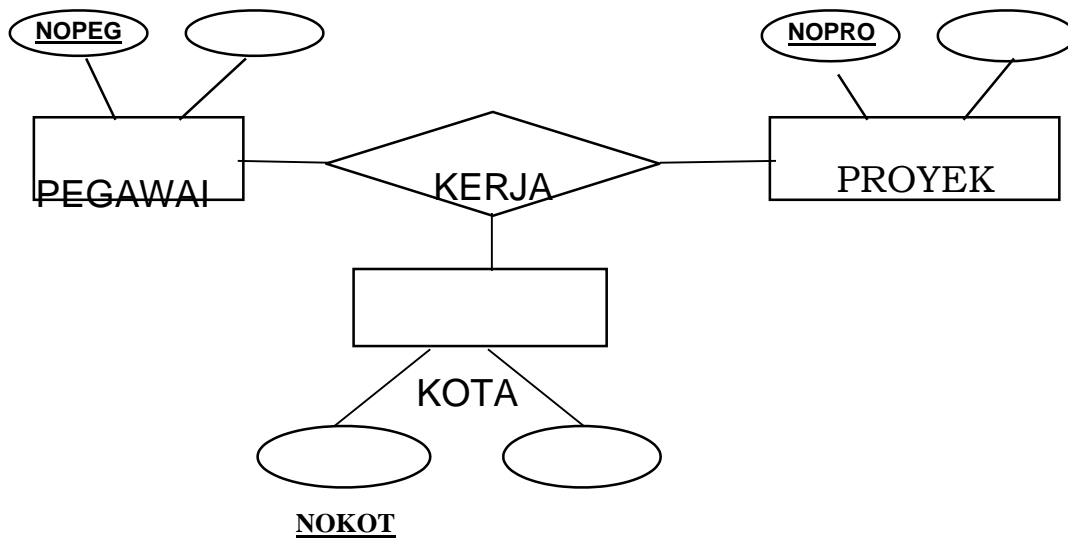 NOPEG
NOPRO
PEGAWAI
KERJA
PROYEK
KOTA
NOKOT